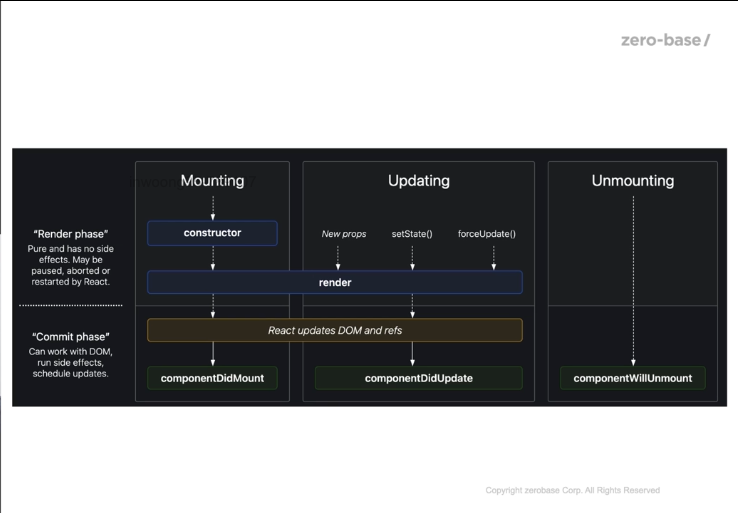 zero-base/
Mounting
Updating
Unmounting
"Render phase"
Pure and has no side
effects. May be
paused, aborted or
restarted by React.
constructor
New props
setState()
forceUpdate()
render
"Commit phase"
Can work with DOM,
run side effects,
schedule updates.
React updates DOM and refs
componentDidMount
componentDidUpdate
componentWillUnmount
Copyright zerobase Corp. All Rights Reserved